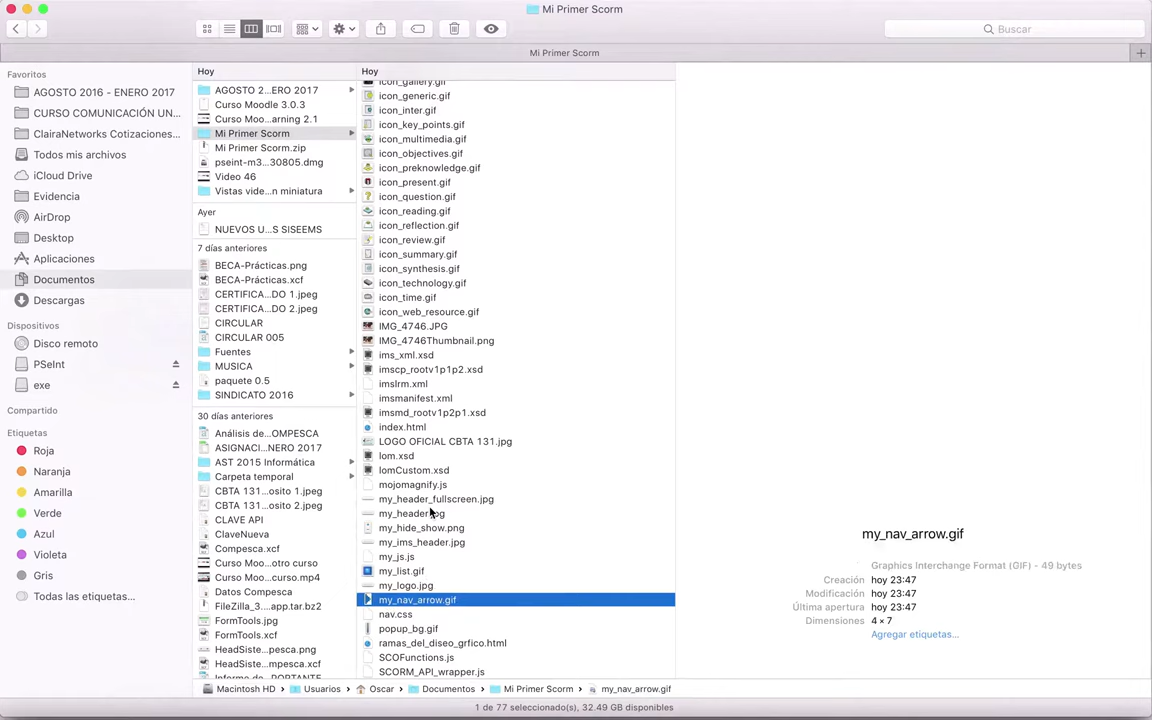 Mi Primer Scorm
Buscar
Mi Primer Scorm
Favoritos
AGOSTO 2016 - ENERO 2017
CURSO COMUNICACIÓN UN...
ClairaNetworks Cotizaciones...
Todos mis archivos
iCloud Drive
Evidencia
AirDrop
Desktop
Aplicaciones
Documentos
Descargas
Dispositivos
Disco remoto
PSeInt
exe
Compartido
Etiquetas
Roja
Naranja
Amarilla
Verde
Azul
Violeta
Gris
Todas las etiquetas...
Hoy
AGOSTO 2...ERO 2017
Curso Moodle 3.0.3
Curso Moo...arning 2.1
Mi Primer Scorm
Mi Primer Scorm.zip
pseint-m3...30805.dmg
Video 46
Vistas vide...n miniatura
Ayer
NUEVOS U...S SISEEMS
7 días anteriores
BECA-Prácticas.png
BECA-Prácticas.xcf
CERTIFICA...DO 1.jpeg
CERTIFICA...DO 2.jpeg
CIRCULAR
CIRCULAR 005
Fuentes
MUSICA
paquete 0.5
SINDICATO 2016
30 días anteriores
Análisis de...OMPESCA
ASIGNACI...NERO 2017
AST 2015 Informática
Carpeta temporal
CBTA 131...osito 1.jpeg
CBTA 131...osito 2.jpeg
CLAVE API
ClaveNueva
Compesca.xcf
Curso Moo...otro curso
Curso Moo...curso.mp4
Datos Compesca
FileZilla_3....app.tar.bz2
FormTools.jpg
FormTools.xcf
HeadSiste...pesca.png
HeadSiste...mpesca.xcf
Informe de...PORTANTE
Hoy
icon_gallery.gif
icon_generic.gif
icon_inter.gif
icon_key_points.gif
icon_multimedia.gif
icon_objectives.gif
icon_preknowledge.gif
icon_present.gif
icon_question.gif
icon_reading.gif
icon_reflection.gif
icon_review.gif
icon_summary.gif
icon_synthesis.gif
icon_technology.gif
icon_time.gif
icon_web_resource.gif
IMG_4746.JPG
IMG_4746Thumbnail.png
ims_xml.xsd
imscp_rootv1p1p2.xsd
imslrm.xml
imsmanifest.xml
imsmd_rootv1p2p1.xsd
index.html
LOGO OFICIAL CBTA 131.jpg
lom.xsd
lomCustom.xsd
mojomagnify.js
my_header_fullscreen.jpg
my_header.jpg
my_hide_show.png
my_ims_header.jpg
my_js.js
my_list.gif
my_logo.jpg
my_nav_arrow.gif
nav.css
popup_bg.gif
ramas_del_diseo_grfico.html
SCOFunctions.js
SCORM_API_wrapper.js
my_nav_arrow.gif
Graphics Interchange Format (GIF) - 49 bytes
Creación hoy 23:47
Modificación hoy 23:47
Última apertura hoy 23:47
Dimensiones 4 × 7
Agregar etiquetas...
Macintosh HD > Usuarios > Oscar > Documentos > Mi Primer Scorm > my_nav_arrow.gif
1 de 77 seleccionado(s), 32.49 GB disponibles